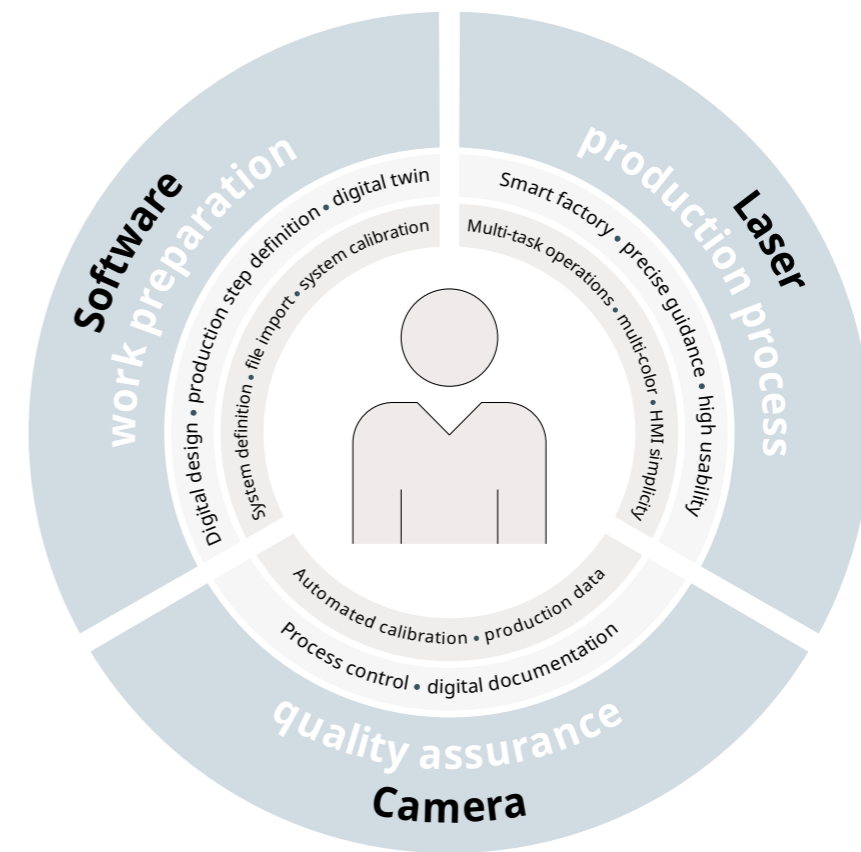 Software
work preparation
Digital design • production step definition • digital twin
System definition • file import • system calibration
Laser
production process
Smart factory • precise guidance • high usability
Multi-task operations • multi-color • HMI simplicity
Automated calibration • production data
Process control • digital documentation
quality assurance
Camera